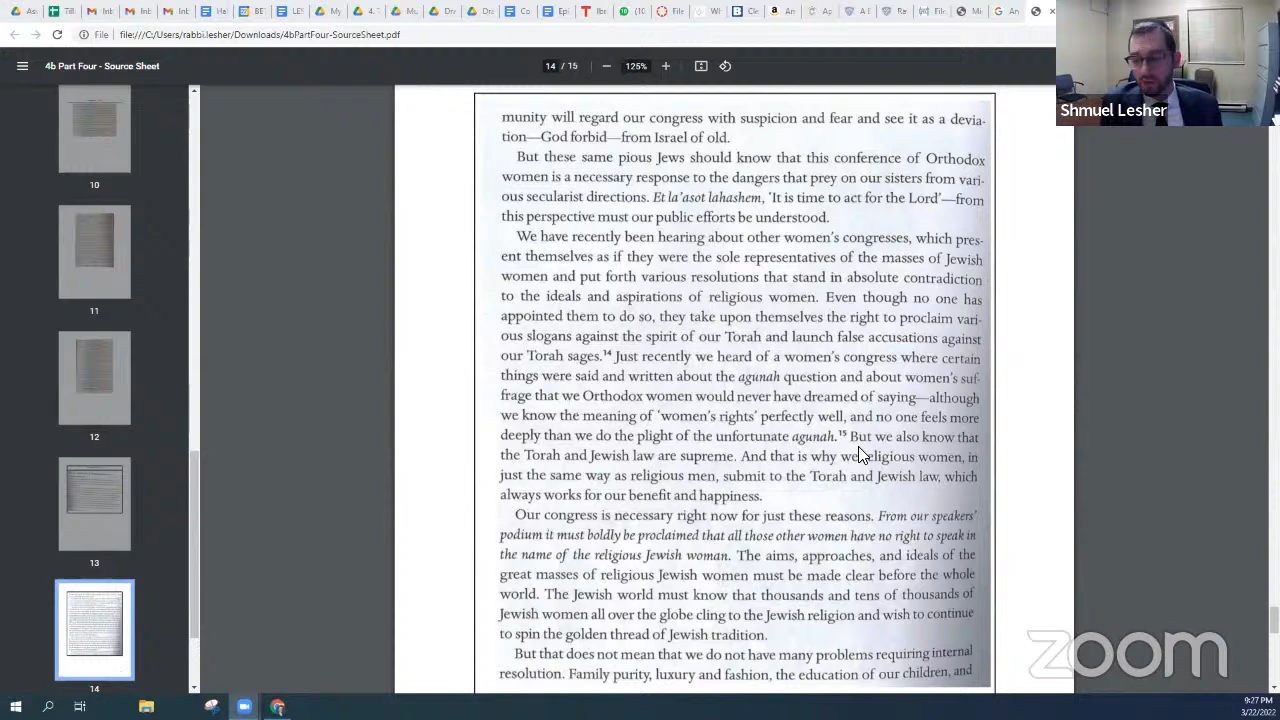 File
file:///C:/Users/rabbi.lesher/Downloads/4bPartFour-SourceSheet.pdf
4b Part Four - Source Sheet
14 / 15
125%
Shmuel Lesher
10
11
12
13
14
munity will regard our congress with suspicion and fear and see it as a devia-
tion—God forbid—from Israel of old.
But these same pious Jews should know that this conference of Orthodox
women is a necessary response to the dangers that prey on our sisters from vari-
ous secularist directions. Et la'asot lahashem, 'It is time to act for the Lord'—from
this perspective must our public efforts be understood.
We have recently been hearing about other women's congresses, which pres-
ent themselves as if they were the sole representatives of the masses of Jewish
women and put forth various resolutions that stand in absolute contradiction
to the ideals and aspirations of religious women. Even though no one has
appointed them to do so, they take upon themselves the right to proclaim vari-
ous slogans against the spirit of our Torah and launch false accusations against
our Torah sages.14 Just recently we heard of a women's congress where certain
things were said and written about the agunah question and about women's suf-
frage that we Orthodox women would never have dreamed of saying—although
we know the meaning of 'women's rights' perfectly well, and no one feels more
deeply than we do the plight of the unfortunate agunah.15 But we also know that
the Torah and Jewish law are supreme. And that is why we religious women, in
just the same way as religious men, submit to the Torah and Jewish law, which
always works for our benefit and happiness.
Our congress is necessary right now for just these reasons. From our speakers'
podium it must boldly be proclaimed that all those other women have no right to speak in
the name of the religious Jewish woman. The aims, approaches, and ideals of the
great masses of religious Jewish women must be made clear before the whole
world. The Jewish world must know that thousands and tens of thousands of
Jewish women all over the globe cling to the Jewish religion and wish to continue
to spin the golden thread of Jewish tradition.
But that does not mean that we do not have many problems requiring internal
resolution. Family purity, luxury and fashion, the education of our children, and
zoom
9:27 PM
3/22/2022